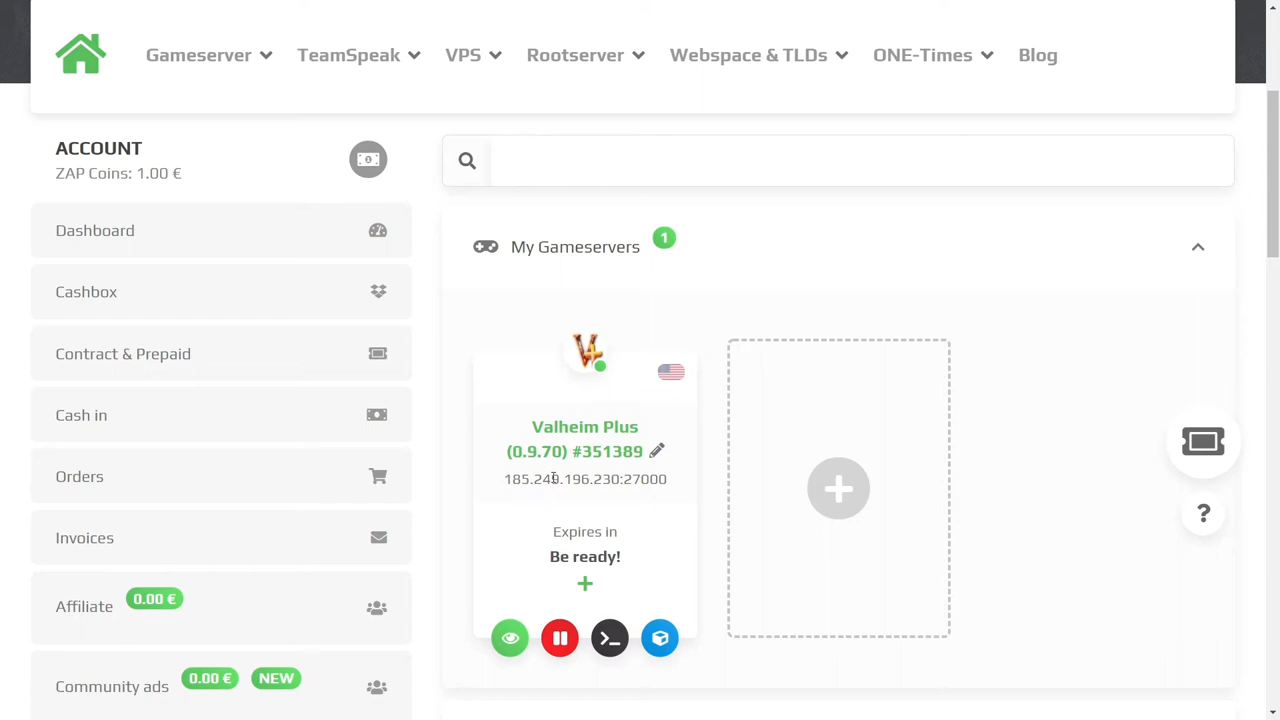 Gameserver
TeamSpeak
VPS
Rootserver
Webspace & TLDs
ONE-Times
Blog
ACCOUNT
ZAP Coins: 1.00 €
Dashboard
Cashbox
Contract & Prepaid
Cash in
Orders
Invoices
Affiliate
0.00 €
Community ads
0.00 €
NEW
My Gameservers
1
Valheim Plus
(0.9.70) #351389
185.249.196.230:27000
Expires in
Be ready!